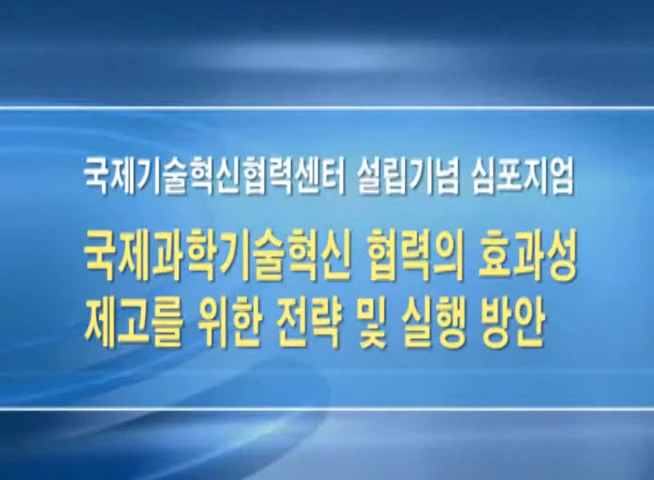 국제기술혁신협력센터 설립기념 심포지엄
국제과학기술혁신 협력의 효과성
제고를 위한 전략 및 실행 방안